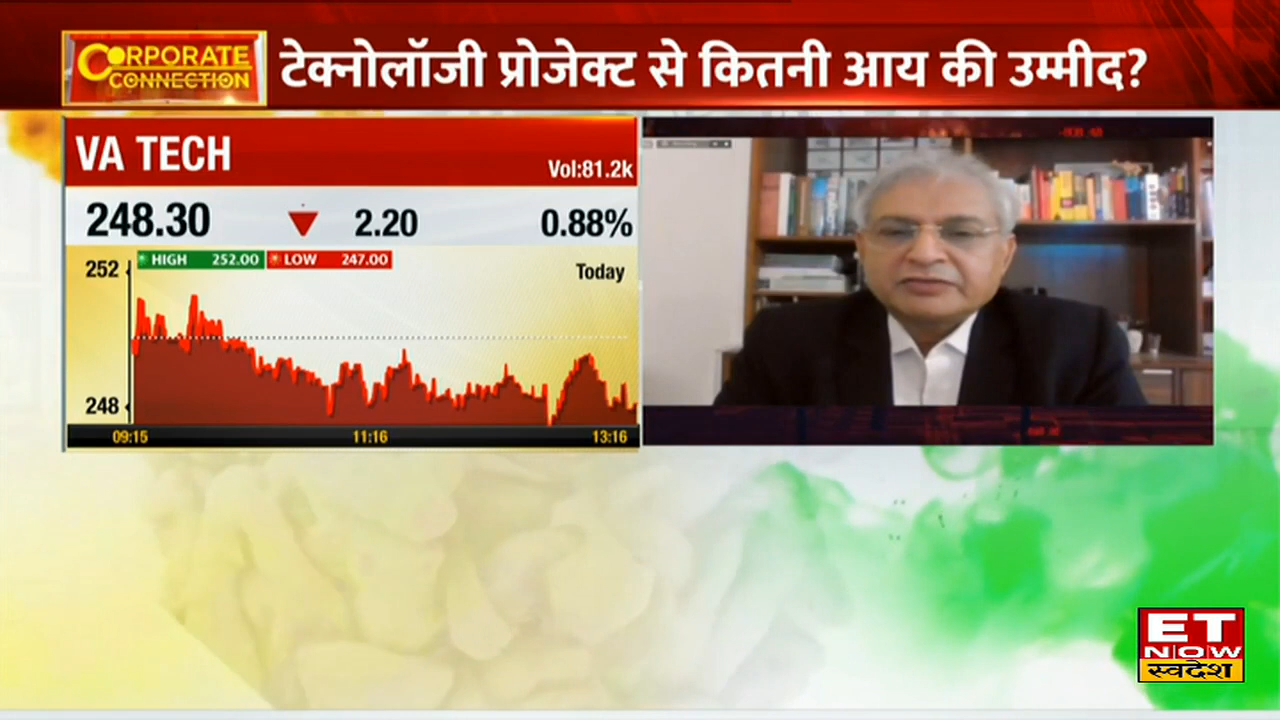 CORPORATE
CONNECTION
टेक्नोलॉजी प्रोजेक्ट से कितनी आय की उम्मीद?
VA TECH
Vol:81.2k
248.30 2.20 0.88%
HIGH 252.00 LOW 247.00
Today
252
248
09:15 11:16 13:16
ET
NOW
स्वदेश